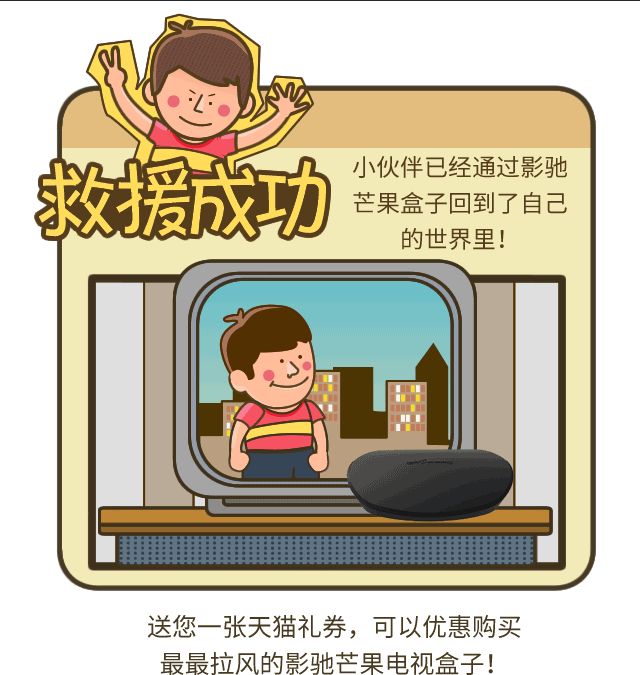 救援成功
小伙伴已经通过影驰
芒果盒子回到了自己
的世界里！
送您一张天猫礼券，可以优惠购买
最最拉风的影驰芒果电视盒子！